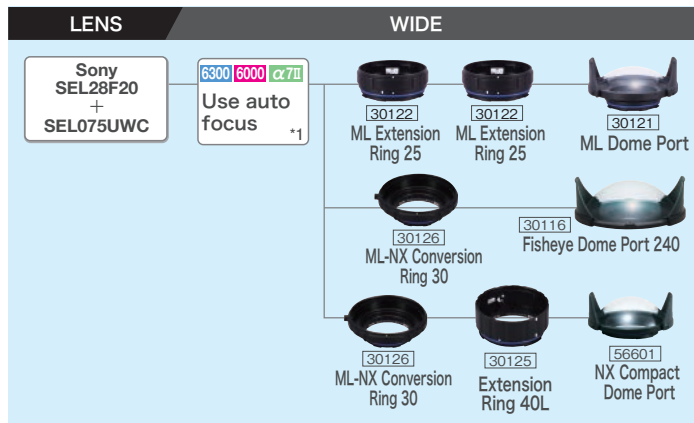 LENS
WIDE
Sony
SEL28F20
+
SEL075UWC
6300 6000 α7II
Use auto
focus *1
30122
ML Extension
Ring 25
30122
ML Extension
Ring 25
30121
ML Dome Port
30126
ML-NX Conversion
Ring 30
30116
Fisheye Dome Port 240
30126
ML-NX Conversion
Ring 30
30125
Extension
Ring 40L
56601
NX Compact
Dome Port